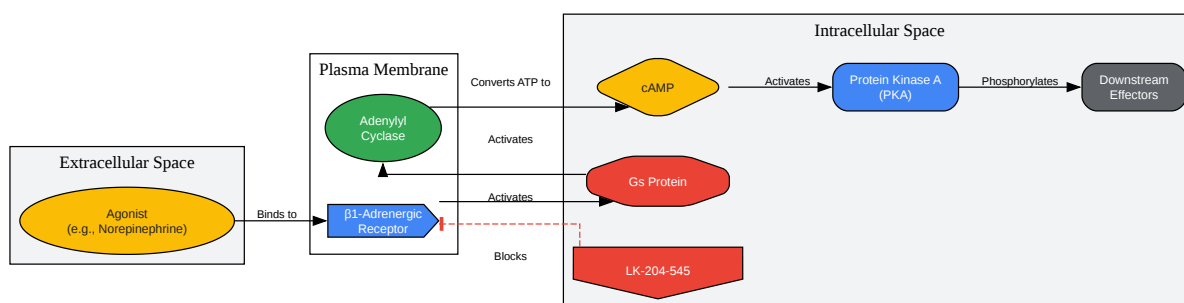 Extracellular Space
Agonist
(e.g., Norepinephrine)
Binds to
Plasma Membrane
Adenylyl
Cyclase
β1-Adrenergic
Receptor
Converts ATP to
Activates
Activates
Blocks
Intracellular Space
cAMP
Activates
Protein Kinase A
(PKA)
Phosphorylates
Downstream
Effectors
Gs Protein
LK-204-545